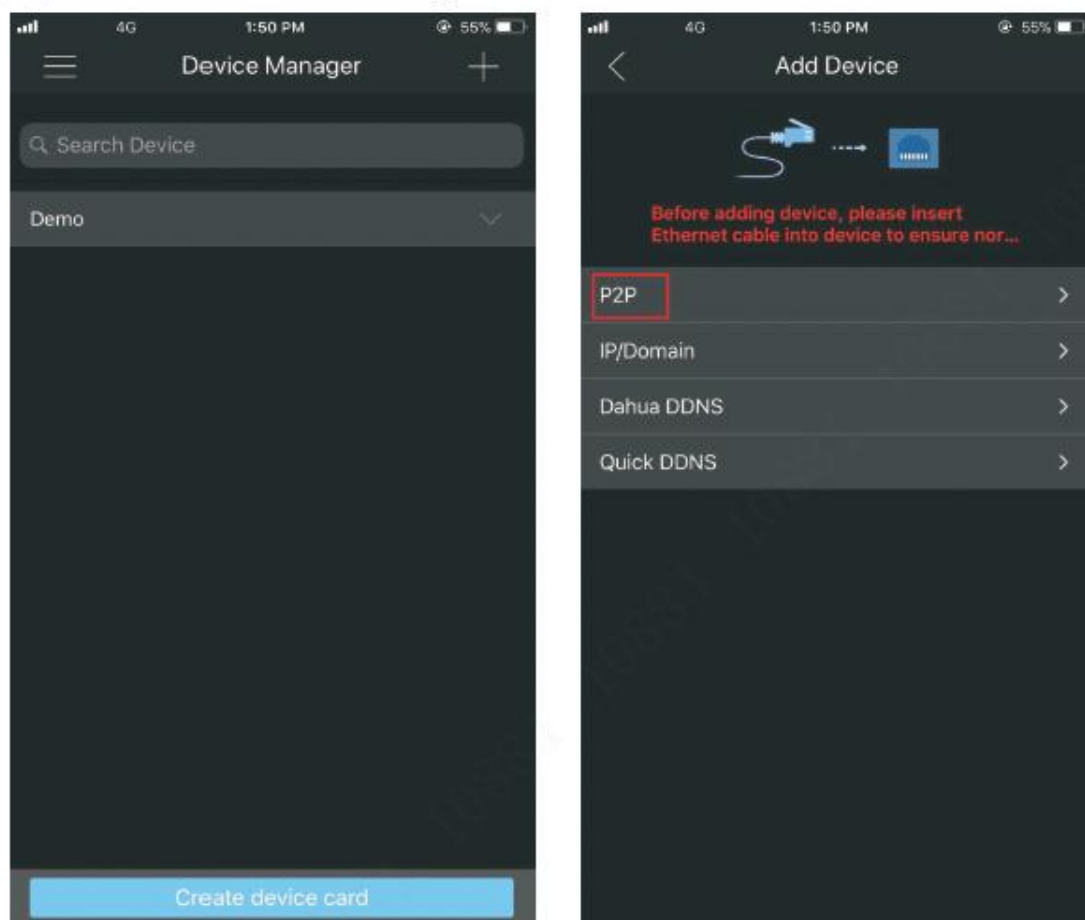 4G 1:50 PM 55%
Device Manager
Search Device
Demo
Create device card
4G 1:50 PM 55%
Add Device
Before adding device, please insert
Ethernet cable into device to ensure nor...
P2P
IP/Domain
Dahua DDNS
Quick DDNS